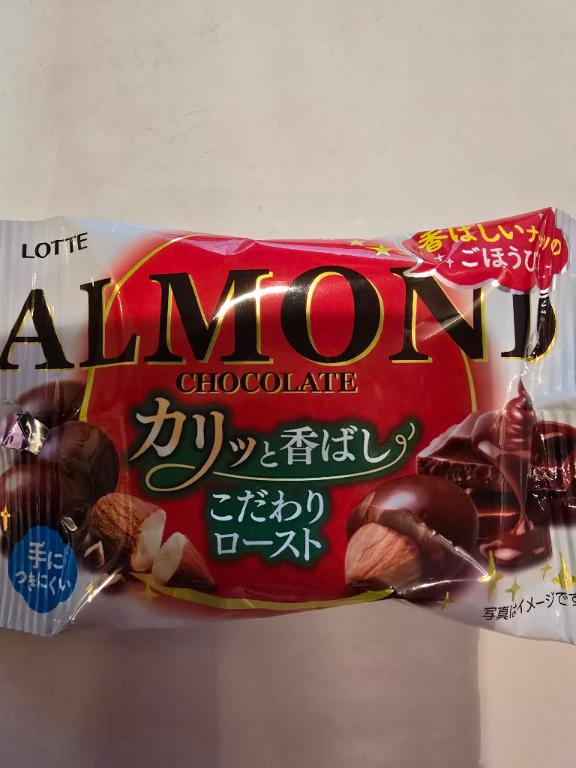 LOTTE
香ばしいナッツの
ごほうび
ALMOND
CHOCOLATE
カリッと香ばし
こだわり
ロースト
手に
つきにくい
写真はイメージです